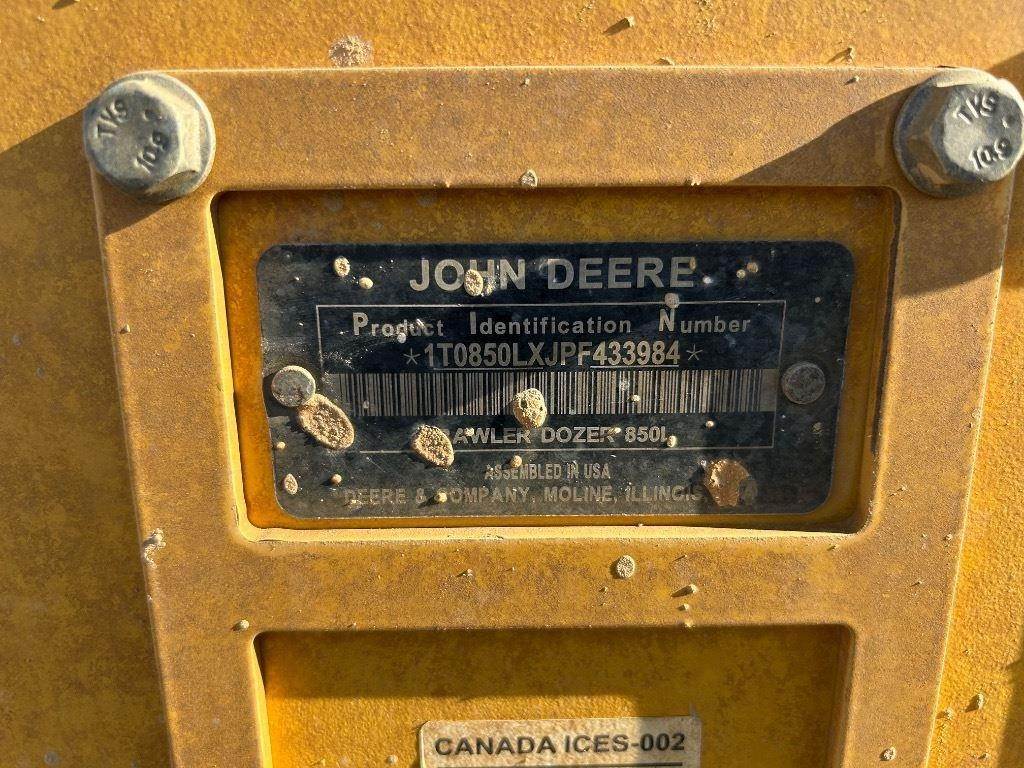 TKS
10.9
TKS
10.9
JOHN DEERE
Product Identification Number
*1T0850LXJPF433984*
DOZER 850L
ASSEMBLED IN USA
DEERE & COMPANY, MOLINE, ILLINOIS
CANADA ICES-002